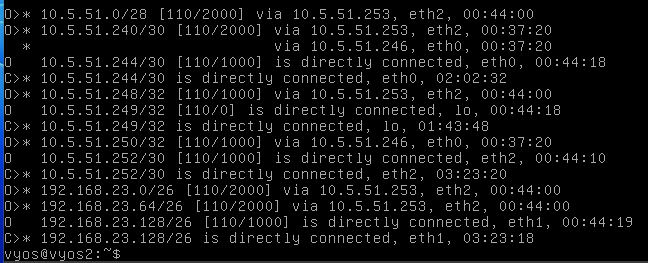 O>* 10.5.51.0/28 [110/2000] via 10.5.51.253, eth2, 00:44:00
O>* 10.5.51.240/30 [110/2000] via 10.5.51.253, eth2, 00:37:20
  *                       via 10.5.51.246, eth0, 00:37:20
O   10.5.51.244/30 [110/1000] is directly connected, eth0, 00:44:18
C>* 10.5.51.244/30 is directly connected, eth0, 02:02:32
O>* 10.5.51.248/32 [110/1000] via 10.5.51.253, eth2, 00:44:00
O   10.5.51.249/32 [110/0] is directly connected, lo, 00:44:18
C>* 10.5.51.249/32 is directly connected, lo, 01:43:48
O>* 10.5.51.250/32 [110/1000] via 10.5.51.246, eth0, 00:37:20
O   10.5.51.252/30 [110/1000] is directly connected, eth2, 00:44:10
C>* 10.5.51.252/30 is directly connected, eth2, 03:23:20
O>* 192.168.23.0/26 [110/2000] via 10.5.51.253, eth2, 00:44:00
O>* 192.168.23.64/26 [110/2000] via 10.5.51.253, eth2, 00:44:00
O   192.168.23.128/26 [110/1000] is directly connected, eth1, 00:44:19
C>* 192.168.23.128/26 is directly connected, eth1, 03:23:18
vyos@vyos2:~$